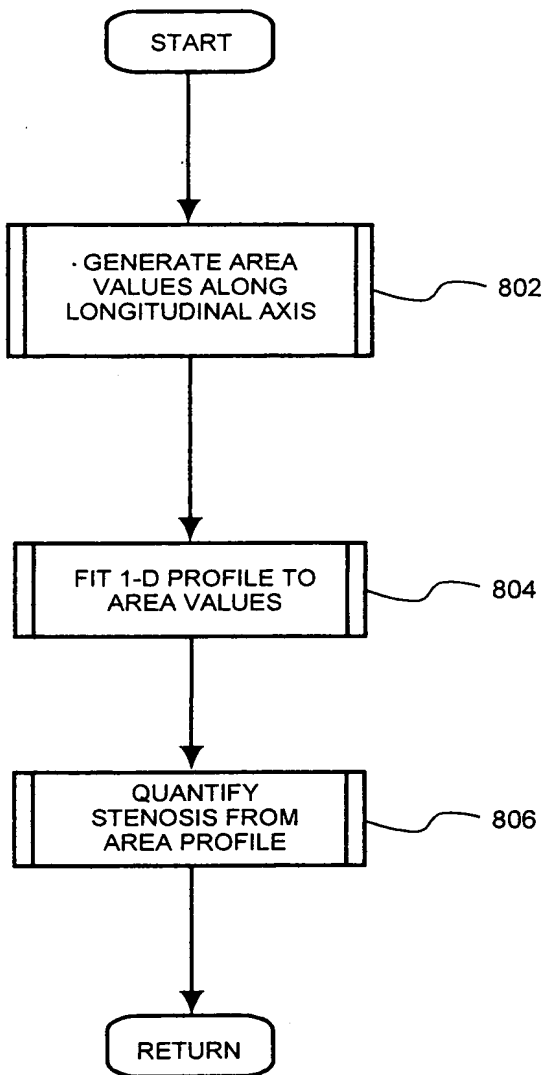 START
GENERATE AREA
VALUES ALONG
LONGITUDINAL AXIS
802
FIT 1-D PROFILE TO
AREA VALUES
804
QUANTIFY
STENOSIS FROM
AREA PROFILE
806
RETURN